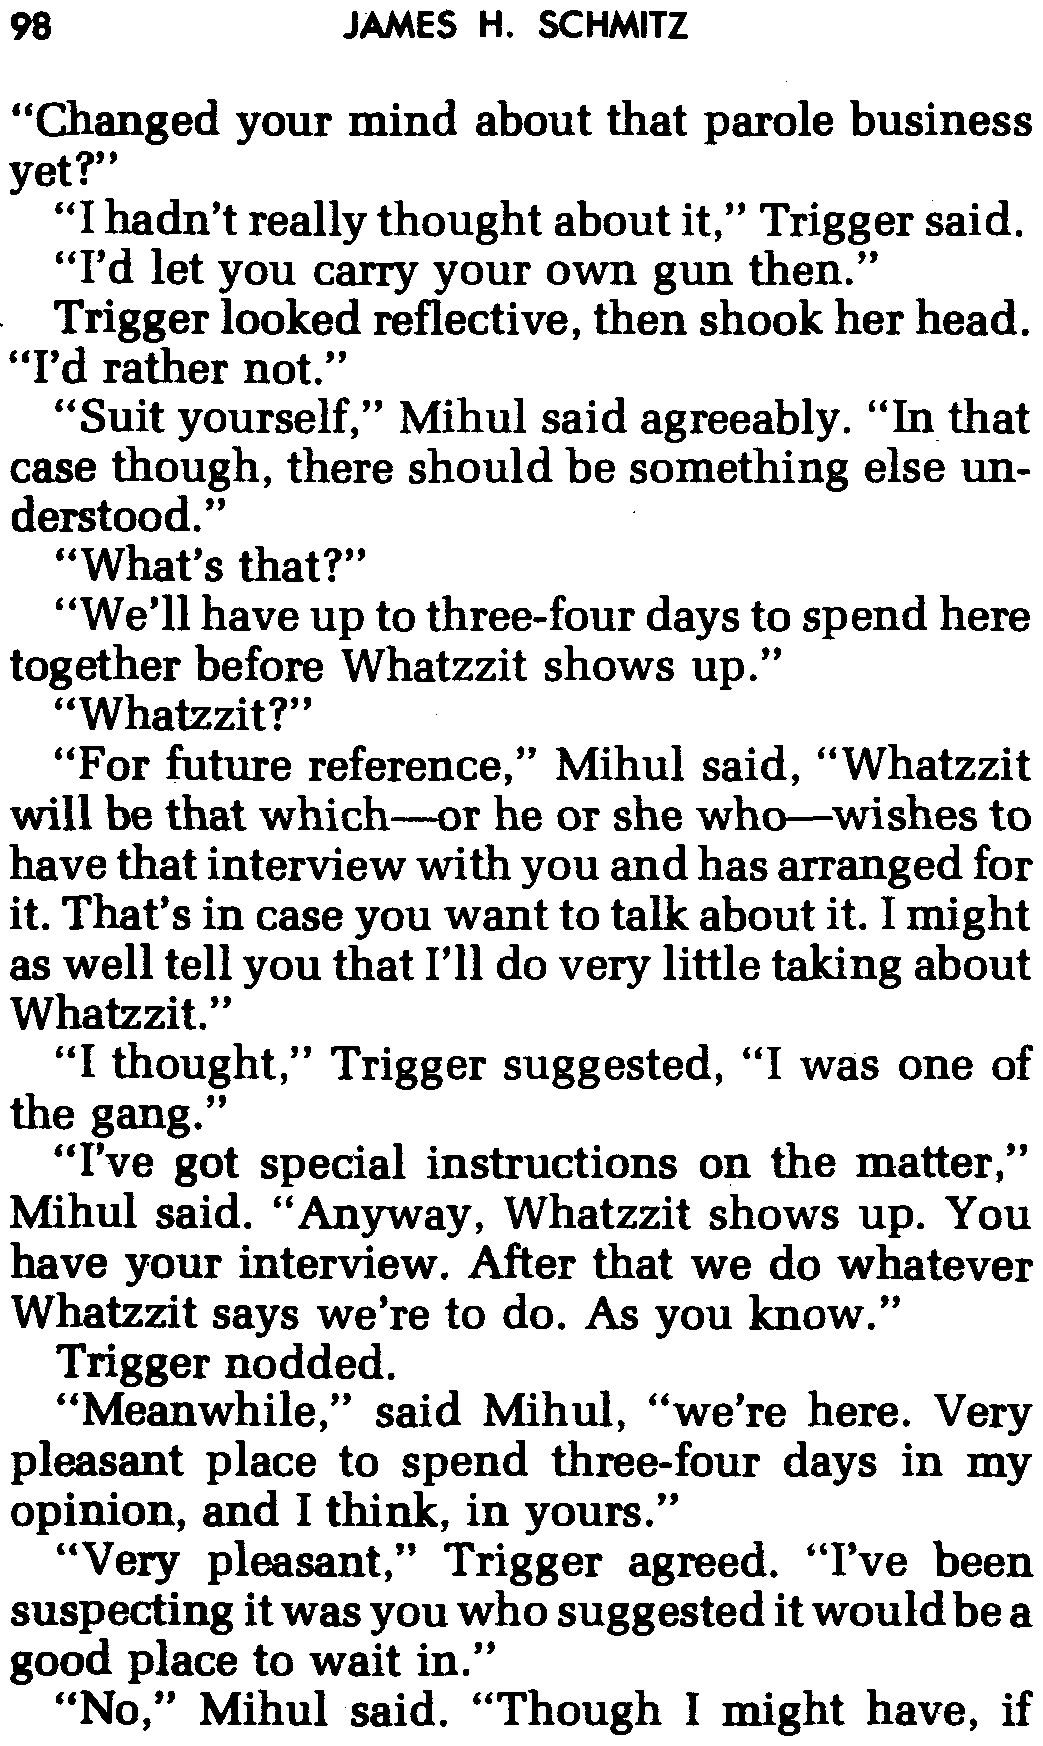 98 JAMES H. SCHMITZ
“Changed your mind about that parole business
yet?”
“I hadn't really thought about it,” Trigger said.
“I'd let you carry your own gun then.”
Trigger looked reflective, then shook her head.
“I'd rather not.”
“Suit yourself,” Mihul said agreeably. “In that
case though, there should be something else un-
derstood.”
“What's that?”
“We'll have up to three-four days to spend here
together before Whatzzit shows up.”
“Whatzzit?”
“For future reference,” Mihul said, “Whatzzit
will be that which—or he or she who—wishes to
have that interview with you and has arranged for
it. That's in case you want to talk about it. I might
as well tell you that I'll do very little taking about
Whatzzit.”
“I thought,” Trigger suggested, “I was one of
the gang.”
“I've got special instructions on the matter,”
Mihul said. “Anyway, Whatzzit shows up. You
have your interview. After that we do whatever
Whatzzit says we're to do. As you know.”
Trigger nodded.
“Meanwhile,” said Mihul, “we're here. Very
pleasant place to spend three-four days in my
opinion, and I think, in yours.”
“Very pleasant,” Trigger agreed. “I've been
suspecting it was you who suggested it would be a
good place to wait in.”
“No,” Mihul said. “Though I might have, if